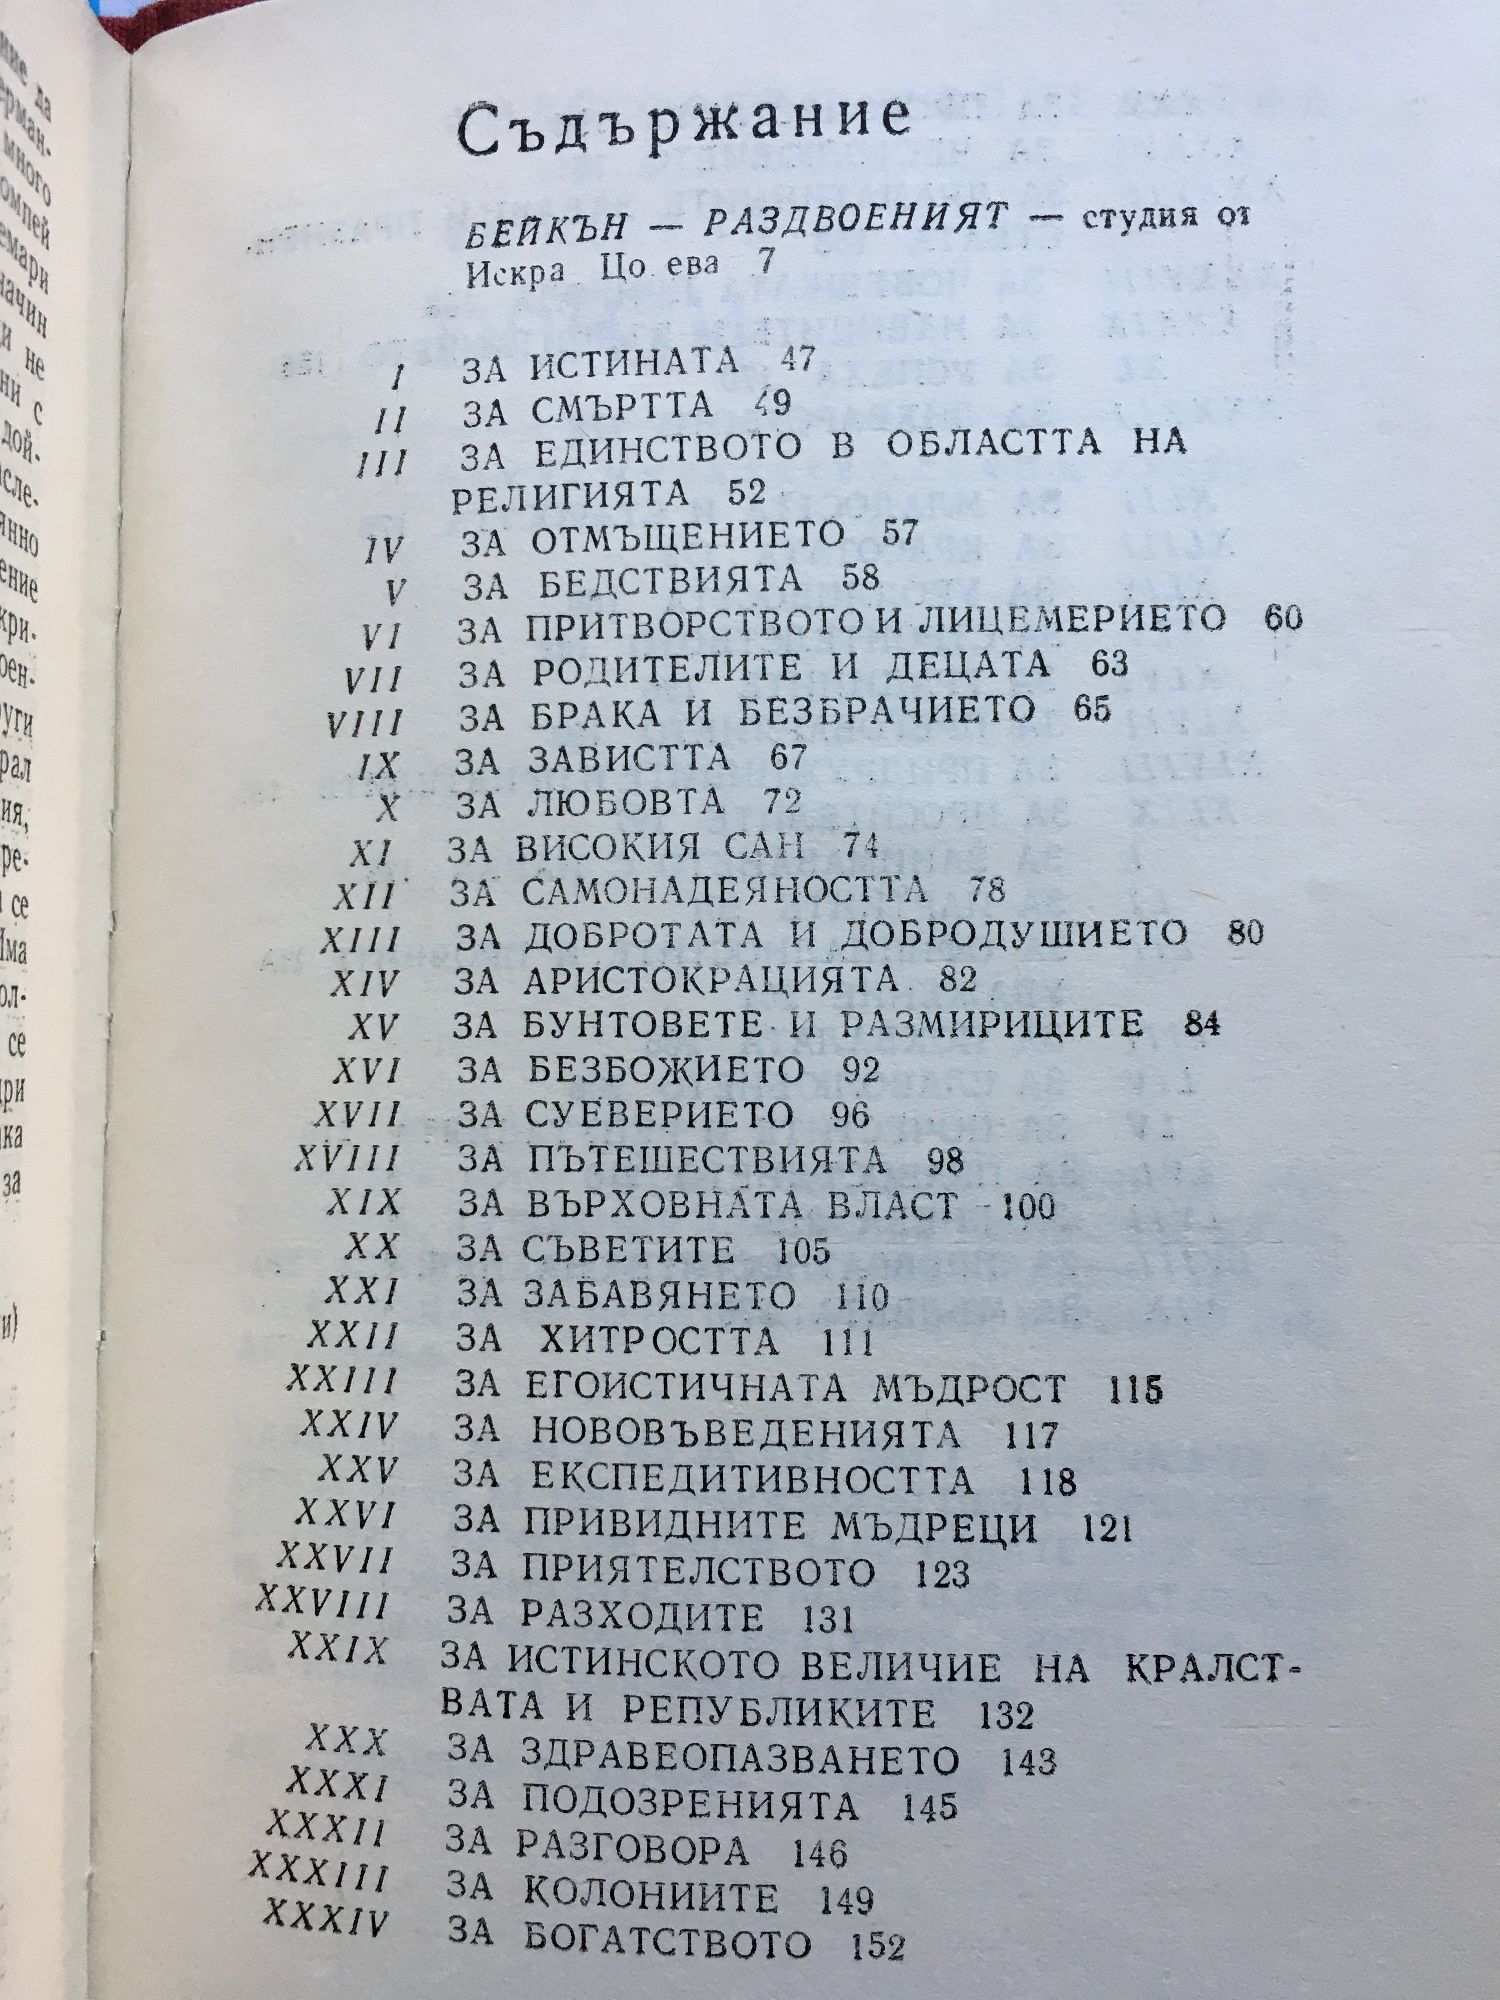 Съдържание
БЕЙКЪН — РАЗДВОЕНИЯТ — студия от
Искра Цо ева 7
I ЗА ИСТИНАТА 47
II ЗА СМЪРТТА 49
III ЗА ЕДИНСТВОТО В ОБЛАСТТА НА
РЕЛИГИЯТА 52
IV ЗА ОТМЪЩЕНИЕТО 57
V ЗА БЕДСТВИЯТА 58
VI ЗА ПРИТВОРСТВОТО И ЛИЦЕМЕРИЕТО 60
VII ЗА РОДИТЕЛИТЕ И ДЕЦАТА 63
VIII ЗА БРАКА И БЕЗБРАЧИЕТО 65
IX ЗА ЗАВИСТТА 67
X ЗА ЛЮБОВТА 72
XI ЗА ВИСОКИЯ САН 74
XII ЗА САМОНАДЕЯНОСТТА 78
XIII ЗА ДОБРОТАТА И ДОБРОДУШИЕТО 80
XIV ЗА АРИСТОКРАЦИЯТА 82
XV ЗА БУНТОВЕТЕ И РАЗМИРИЦИТЕ 84
XVI ЗА БЕЗБОЖИЕТО 92
XVII ЗА СУЕВЕРИЕТО 96
XVIII ЗА ПЪТЕШЕСТВИЯТА 98
XIX ЗА ВЪРХОВНАТА ВЛАСТ 100
XX ЗА СЪВЕТИТЕ 105
XXI ЗА ЗАБАВЯНЕТО 110
XXII ЗА ХИТРОСТТА 111
XXIII ЗА ЕГОИСТИЧНАТА МЪДРОСТ 115
XXIV ЗА НОВОВЪВЕДЕНИЯТА 117
XXV ЗА ЕКСПЕДИТИВНОСТТА 118
XXVI ЗА ПРИВИДНИТЕ МЪДРЕЦИ 121
XXVII ЗА ПРИЯТЕЛСТВОТО 123
XXVIII ЗА РАЗХОДИТЕ 131
XXIX ЗА ИСТИНСКОТО ВЕЛИЧИЕ НА КРАЛСТ-
ВАТА И РЕПУБЛИКИТЕ 132
XXX ЗА ЗДРАВЕОПАЗВАНЕТО 143
XXXI ЗА ПОДОЗРЕНИЯТА 145
XXXII ЗА РАЗГОВОРА 146
XXXIII ЗА КОЛОНИИТЕ 149
XXXIV ЗА БОГАТСТВОТО 152